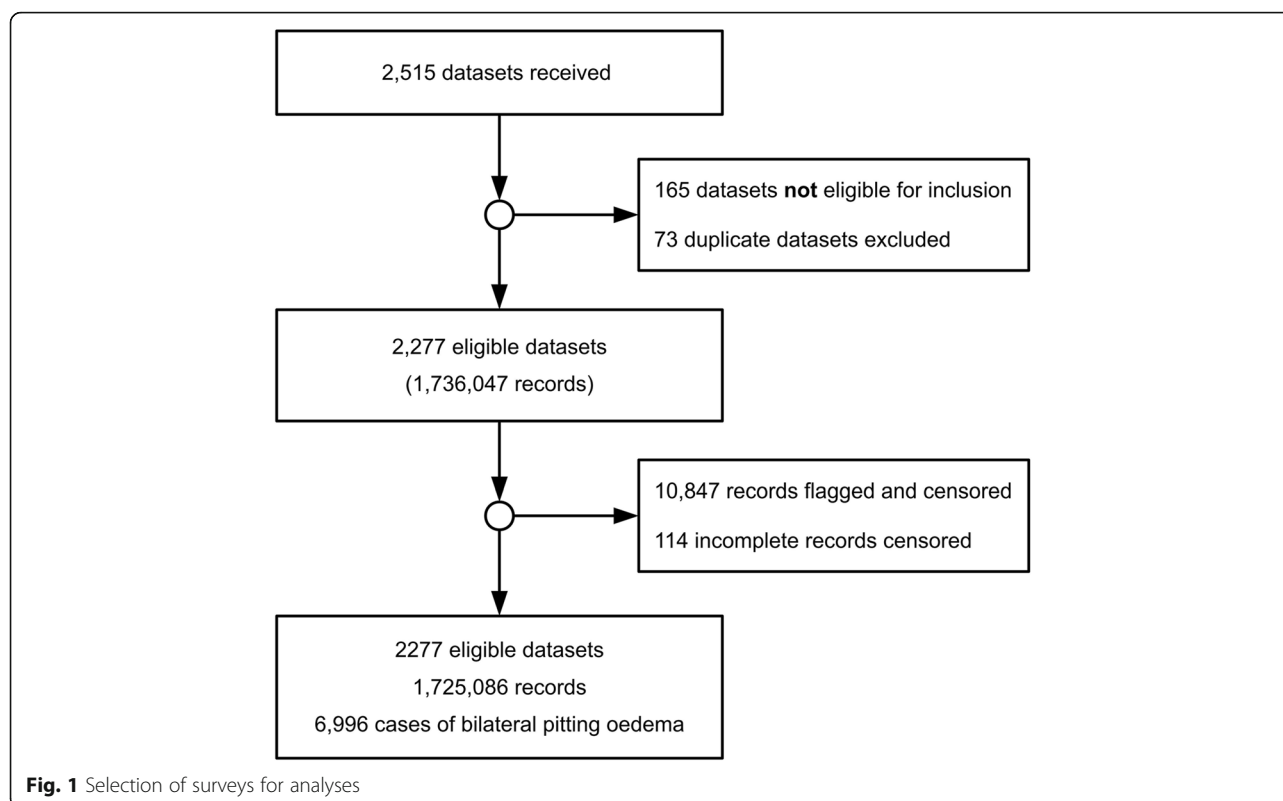 2,515 datasets received
165 datasets not eligible for inclusion
73 duplicate datasets excluded
2,277 eligible datasets
(1,736,047 records)
10,847 records flagged and censored
114 incomplete records censored
2277 eligible datasets
1,725,086 records
6,996 cases of bilateral pitting oedema
Fig. 1 Selection of surveys for analyses